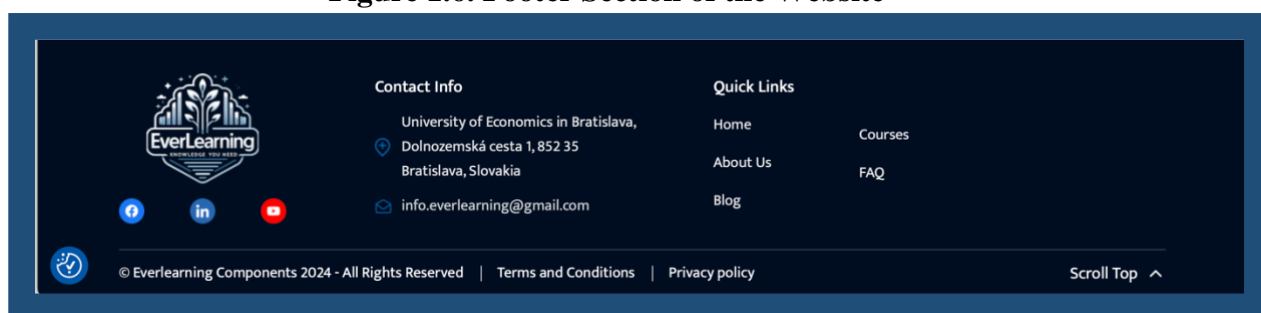 Figure 2.6. Footer Section of the Website
EverLearning
KNOWLEDGE YOU NEED
Contact Info
University of Economics in Bratislava,
Dolnozemská cesta 1, 852 35
Bratislava, Slovakia
info.everlearning@gmail.com
Quick Links
Home
About Us
Blog
Courses
FAQ
© Everlearning Components 2024 - All Rights Reserved | Terms and Conditions | Privacy policy
Scroll Top